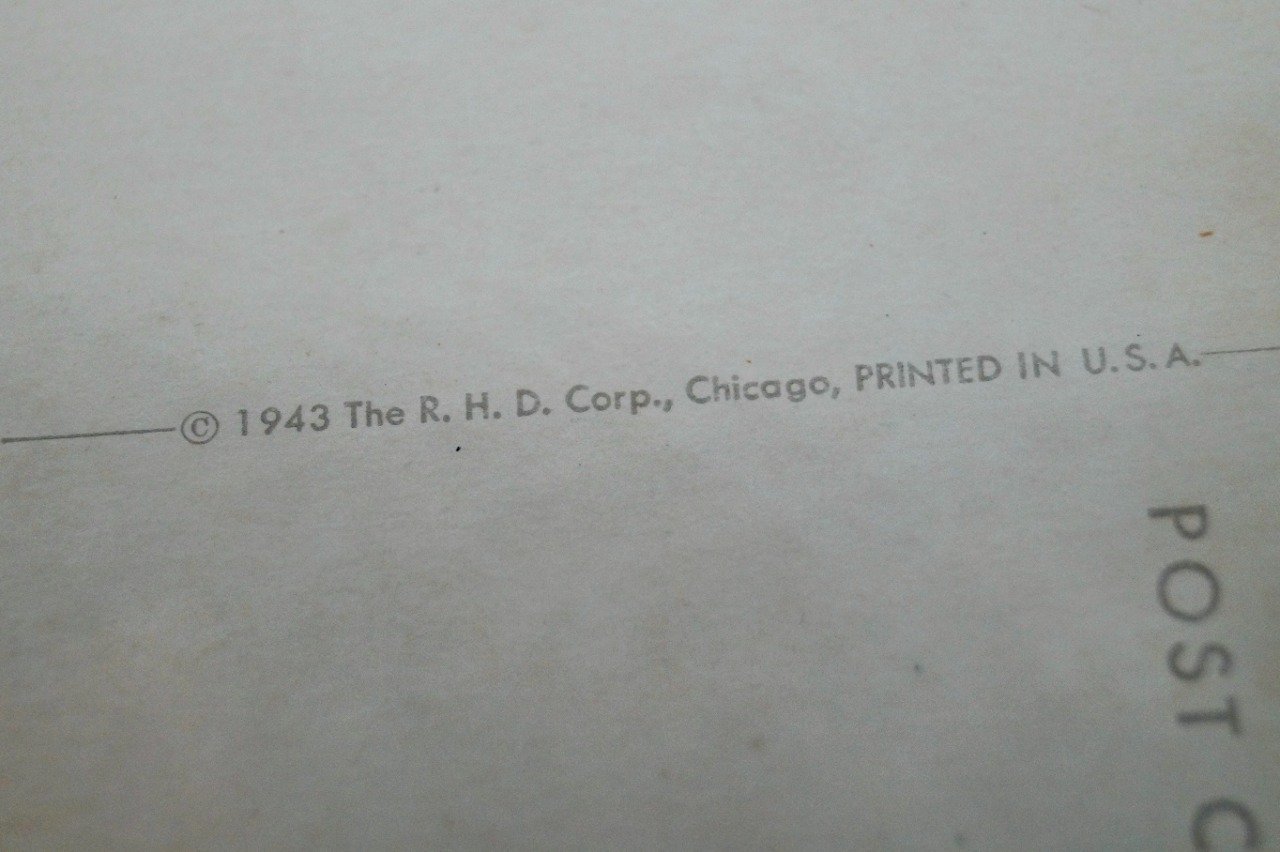 © 1943 The R. H. D. Corp., Chicago, PRINTED IN U. S. A.
POST C